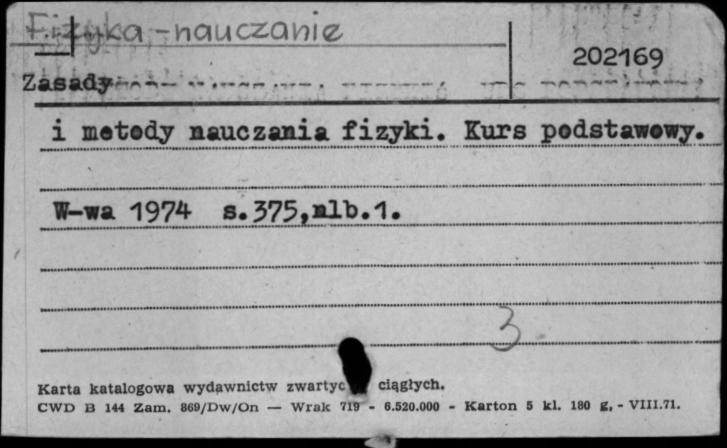 Fizyka - nauczanie
202169
Zasady
i metody nauczania fizyki. Kurs podstawowy.
W-wa 1974 s.375,nlb.1.
3
Karta katalogowa wydawnictw zwartyc ciągłych.
CWD B 144 Zam. 869/Dw/On — Wrak 719 - 6.520.000 - Karton 5 kl. 180 g, - VIII.71.